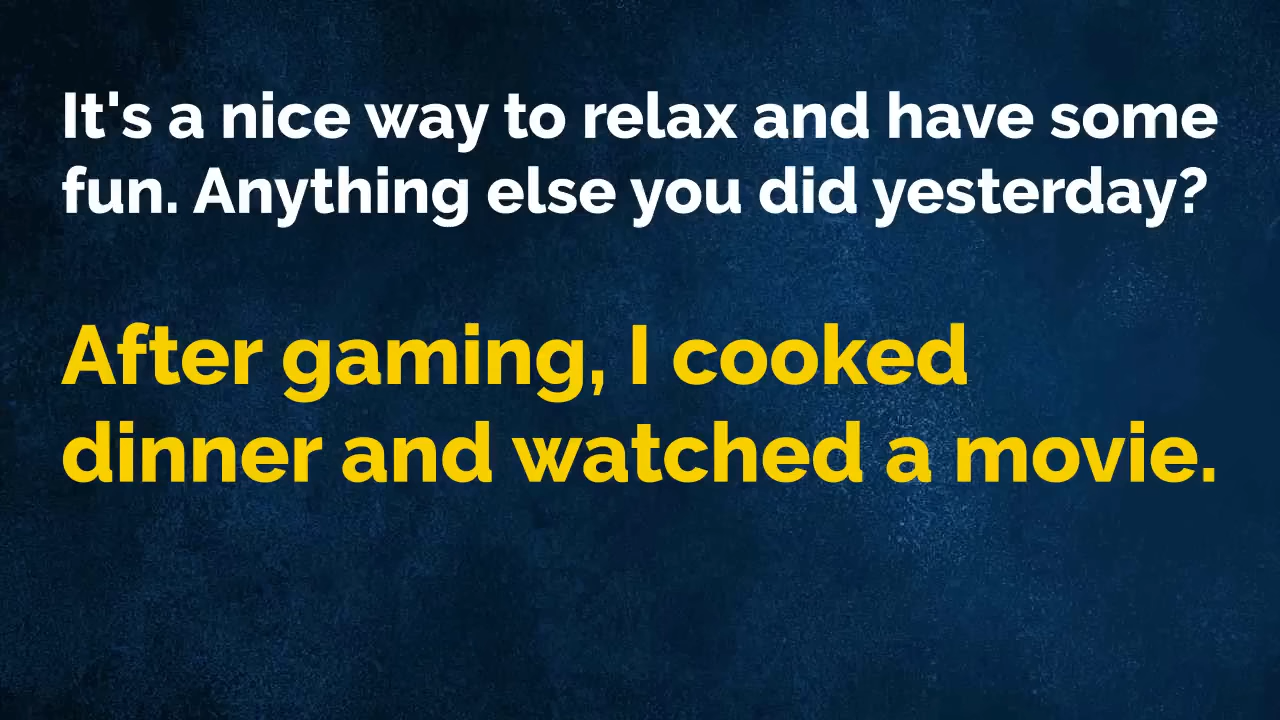 It's a nice way to relax and have some
fun. Anything else you did yesterday?
After gaming, I cooked
dinner and watched a movie.